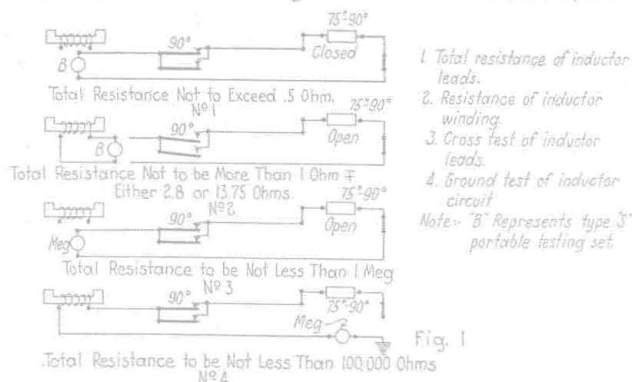 75°-90°
90°
Closed
B
Total Resistance Not to Exceed .5 Ohm.
Nº 1
75°-90°
90°
Open
B
Total Resistance Not to be More Than 1 Ohm ∓
Either 2.8 or 13.75 Ohms.
Nº 2
75°-90°
90°
Open
Meg
Total Resistance to be Not Less Than 1 Meg
Nº 3
90°
75°-90°
Meg
Total Resistance to be Not Less Than 100,000 Ohms
Nº 4
1. Total resistance of inductor
leads.
2. Resistance of inductor
winding.
3. Cross test of inductor
leads.
4. Ground test of inductor
circuit
Note:- "B" Represents type "S"
portable testing set.
Fig. 1